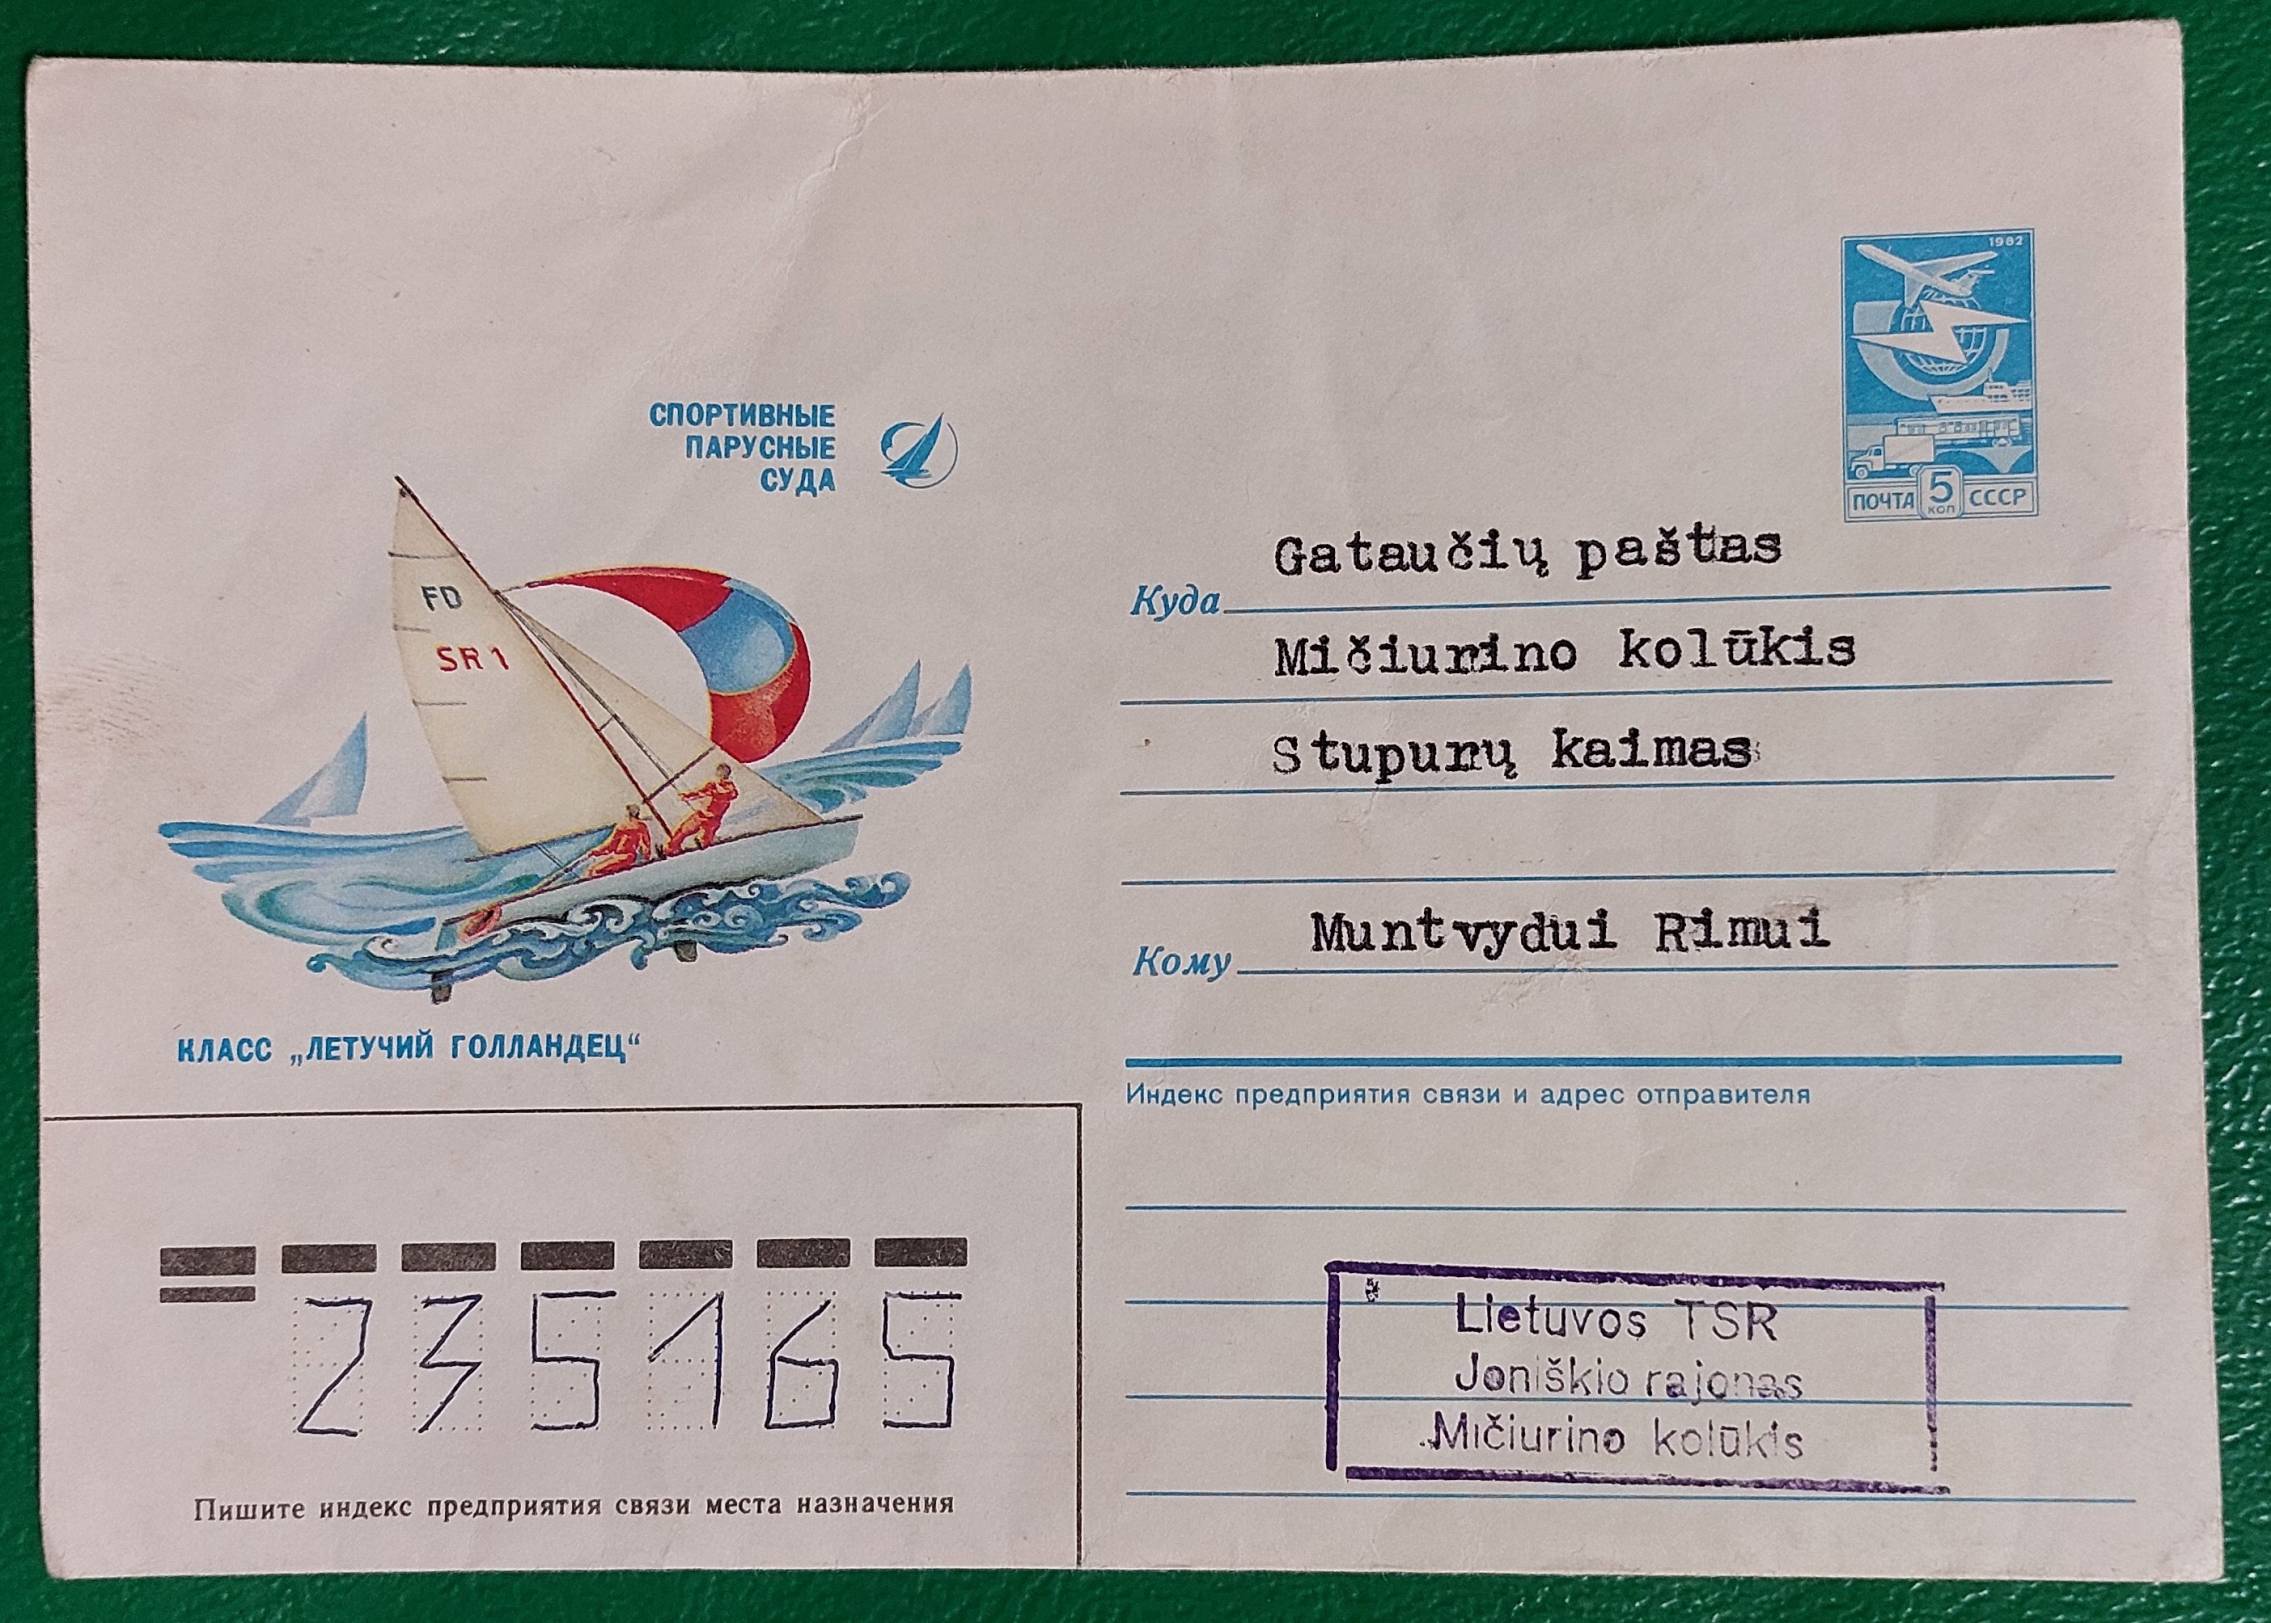 1982
ПОЧТА 5 КОП СССР
СПОРТИВНЫЕ
ПАРУСНЫЕ
СУДА
FD
SR 1
КЛАСС „ЛЕТУЧИЙ ГОЛЛАНДЕЦ“
Gataučių paštas
Куда
Mičiurino kolūkis
Stupurų kaimas
Muntvydui Rimui
Кому
Индекс предприятия связи и адрес отправителя
Lietuvos TSR
Joniškio rajonas
Mičiurino kolūkis
235165
Пишите индекс предприятия связи места назначения